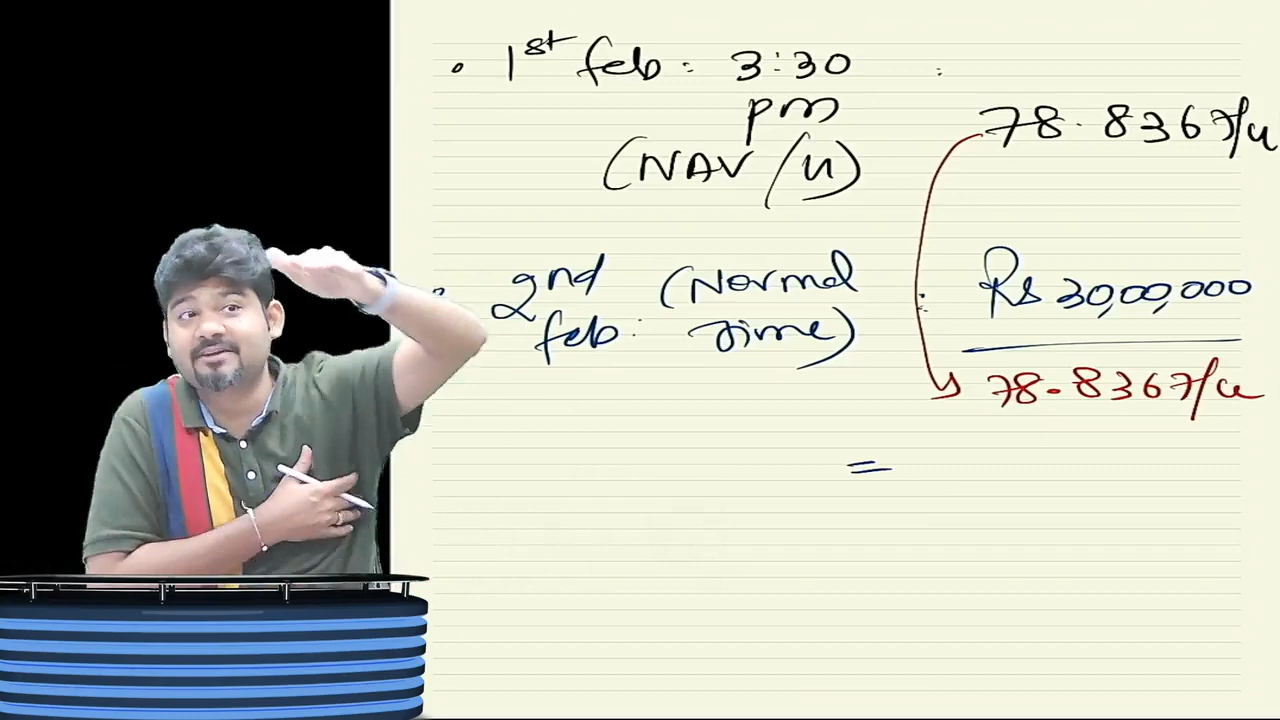 • 1st feb : 3:30 pm : 78.8367/u
(NAV/u)
• 2nd feb : (Normal time) : Rs 30,00,000
78.8367/u
=